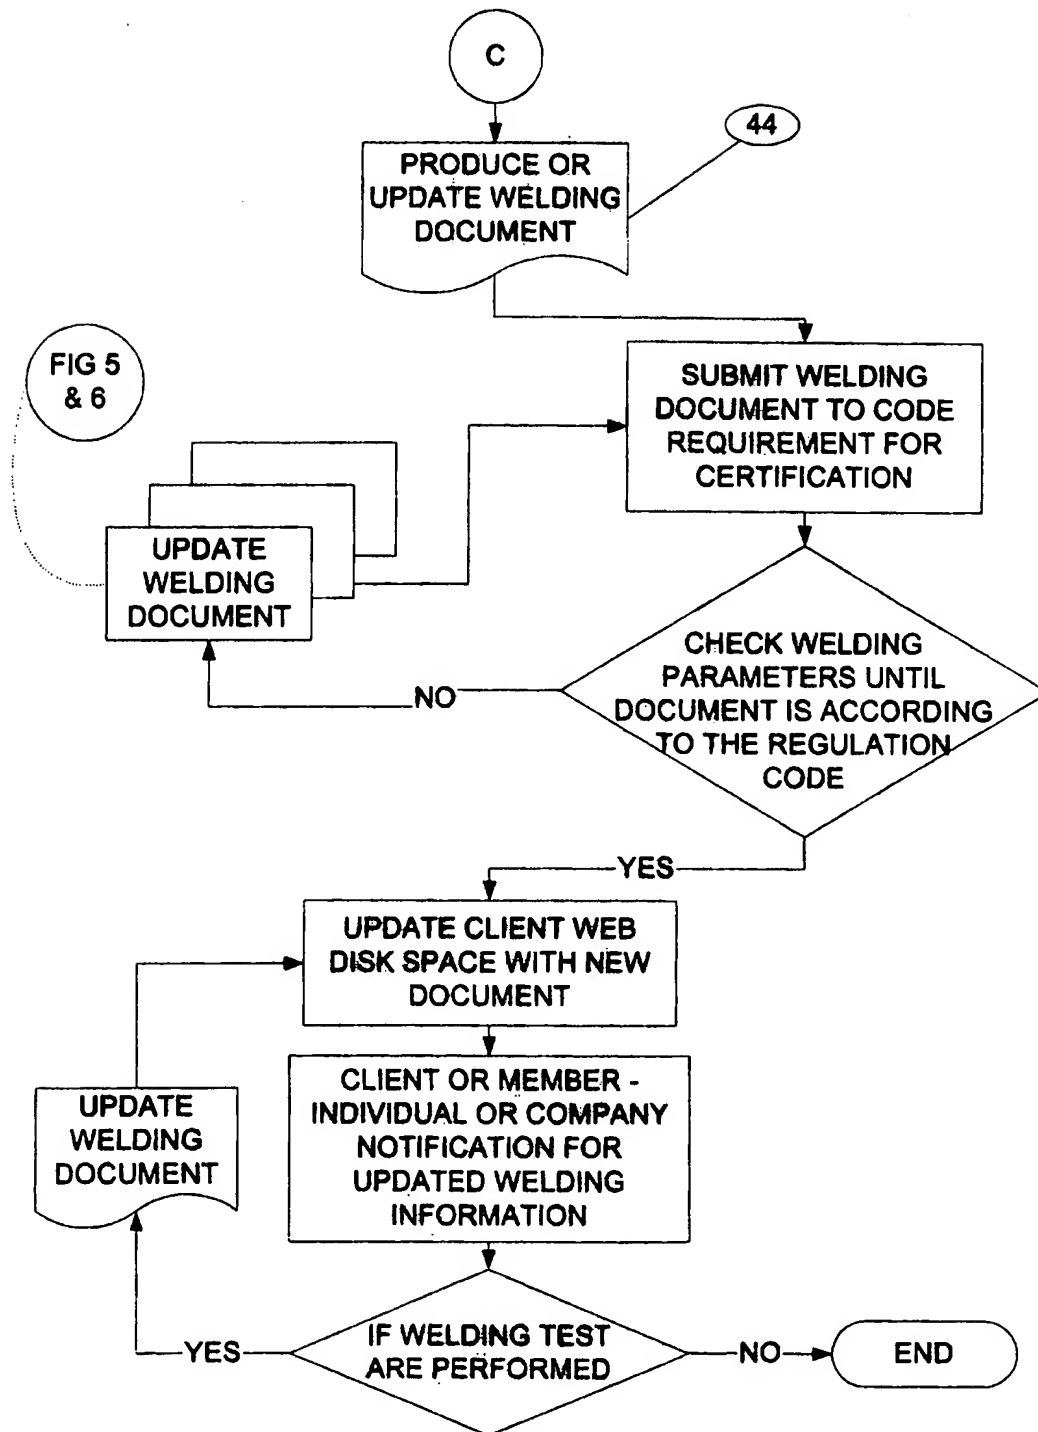 C
44
PRODUCE OR
UPDATE WELDING
DOCUMENT
FIG 5
& 6
SUBMIT WELDING
DOCUMENT TO CODE
REQUIREMENT FOR
CERTIFICATION
UPDATE
WELDING
DOCUMENT
CHECK WELDING
PARAMETERS UNTIL
DOCUMENT IS ACCORDING
TO THE REGULATION
CODE
NO
YES
UPDATE CLIENT WEB
DISK SPACE WITH NEW
DOCUMENT
CLIENT OR MEMBER -
INDIVIDUAL OR COMPANY
NOTIFICATION FOR
UPDATED WELDING
INFORMATION
UPDATE
WELDING
DOCUMENT
IF WELDING TEST
ARE PERFORMED
YES
NO
END